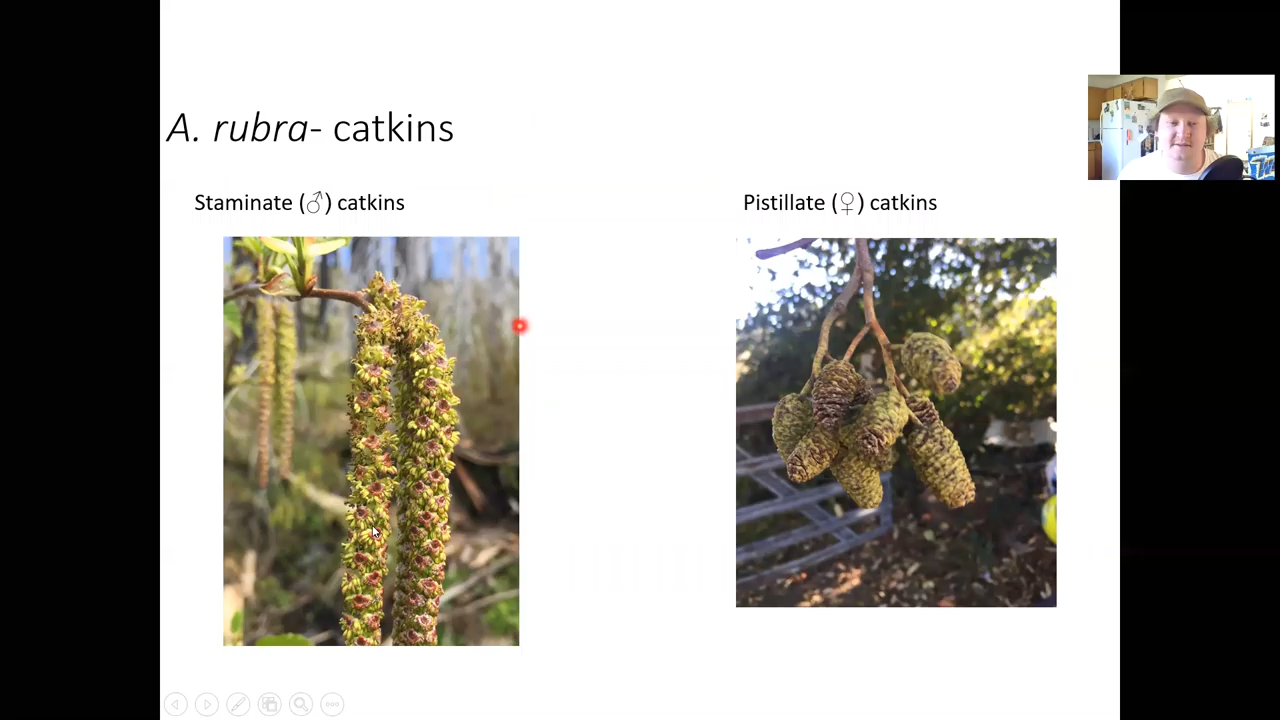 A. rubra- catkins
Staminate (♂) catkins
Pistillate (♀) catkins